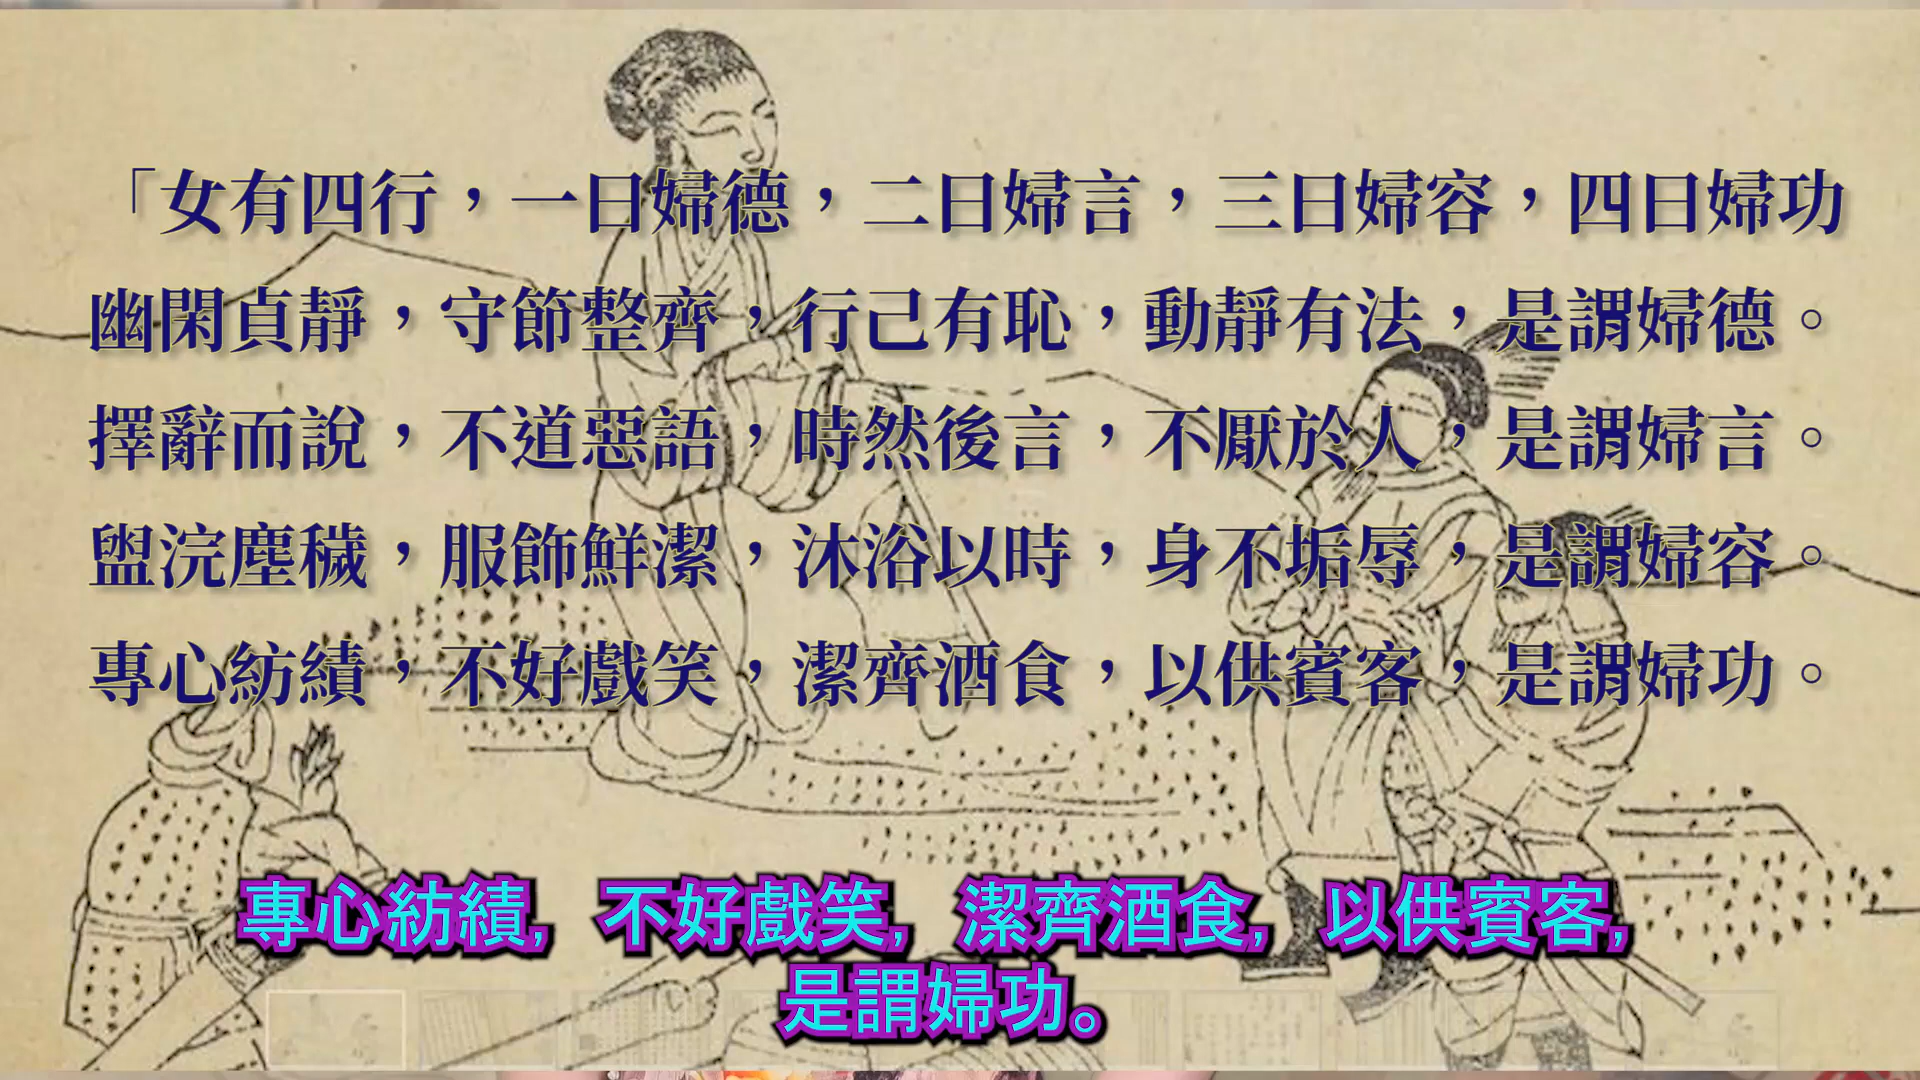 「女有四行，一曰婦德，二曰婦言，三曰婦容，四曰婦功
幽閑貞靜，守節整齊，行己有恥，動靜有法，是謂婦德。
擇辭而說，不道惡語，時然後言，不厭於人，是謂婦言。
盥浣塵穢，服飾鮮潔，沐浴以時，身不垢辱，是謂婦容。
專心紡績，不好戲笑，潔齊酒食，以供賓客，是謂婦功。
專心紡績，不好戲笑，潔齊酒食，以供賓客，
是謂婦功。